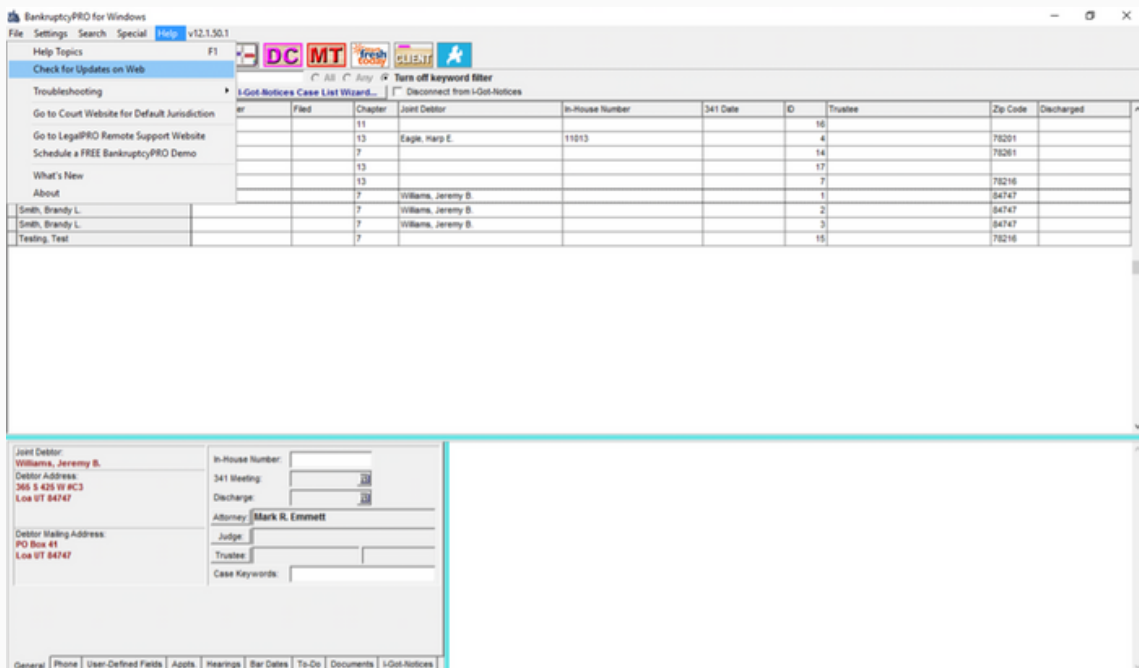 BankruptcyPRO for Windows
File Settings Search Special Help v12.1.50.1
Help Topics F1
Check for Updates on Web
Troubleshooting
Go to Court Website for Default Jurisdiction
Go to LegalPRO Remote Support Website
Schedule a FREE BankruptcyPRO Demo
What's New
About
DC MT fresh today CLIENT
All Any Turn off keyword filter
I-Got-Notices Case List Wizard... Disconnect from I-Got-Notices
er Filed Chapter Joint Debtor In-House Number 341 Date ID Trustee Zip Code Discharged
11 16
13 Eagle, Harp E. 11013 4 78201
7 14 78261
13 17
13 7 78216
7 Williams, Jeremy B. 1 84747
Smith, Brandy L. 7 Williams, Jeremy B. 2 84747
Smith, Brandy L. 7 Williams, Jeremy B. 3 84747
Testing, Test 7 15 78216
Joint Debtor:
Williams, Jeremy B.
Debtor Address:
365 S 425 W #C3
Loa UT 84747
Debtor Mailing Address:
PO Box 41
Loa UT 84747
In-House Number:
341 Meeting:
Discharge:
Attorney: Mark R. Emmett
Judge:
Trustee:
Case Keywords:
General Phone User-Defined Fields Appts. Hearings Bar Dates To-Do Documents I-Got-Notices